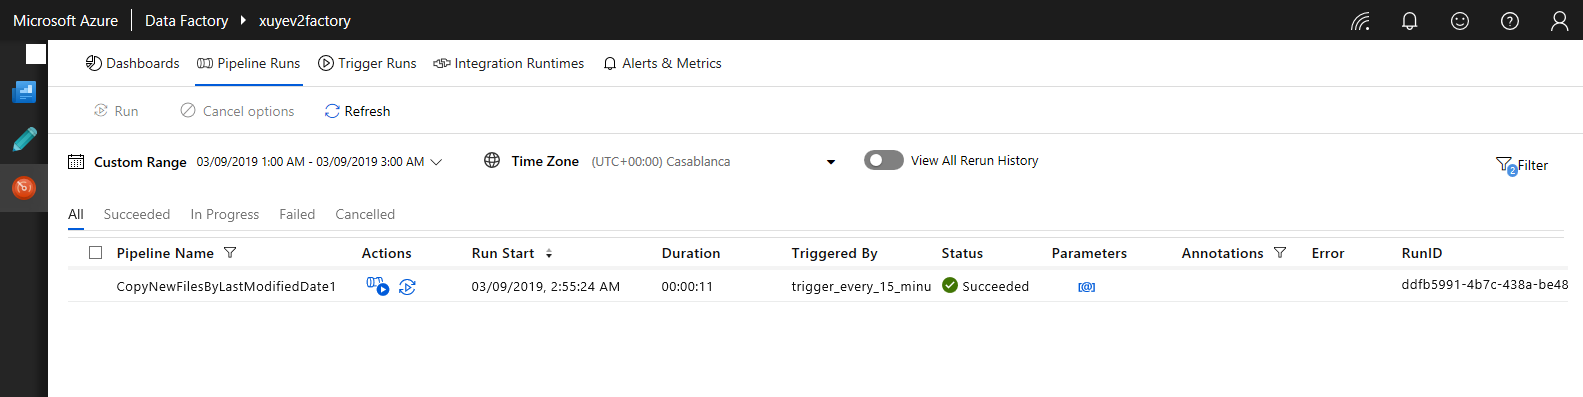 Microsoft Azure Data Factory xuyev2factory
Dashboards Pipeline Runs Trigger Runs Integration Runtimes Alerts & Metrics
Run Cancel options Refresh
Custom Range 03/09/2019 1:00 AM - 03/09/2019 3:00 AM Time Zone (UTC+00:00) Casablanca View All Rerun History 2 Filter
All Succeeded In Progress Failed Cancelled
Pipeline Name Actions Run Start Duration Triggered By Status Parameters Annotations Error RunID
CopyNewFilesByLastModifiedDate1 03/09/2019, 2:55:24 AM 00:00:11 trigger_every_15_minu Succeeded [@] ddfb5991-4b7c-438a-be48